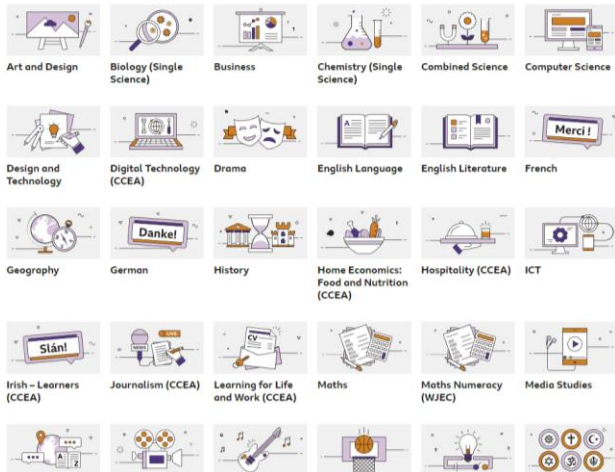 Art and Design
Biology (Single
Science)
Business
Chemistry (Single
Science)
Combined Science
Computer Science
A
Merci !
Design and
Technology
Digital Technology
(CCEA)
Drama
English Language
English Literature
French
Danke!
Geography
German
History
Home Economics:
Food and Nutrition
(CCEA)
Hospitality (CCEA)
ICT
Slán!
NEWS
LIVE
CV
Irish – Learners
(CCEA)
Journalism (CCEA)
Learning for Life
and Work (CCEA)
Maths
Maths Numeracy
(WJEC)
Media Studies
A
Z